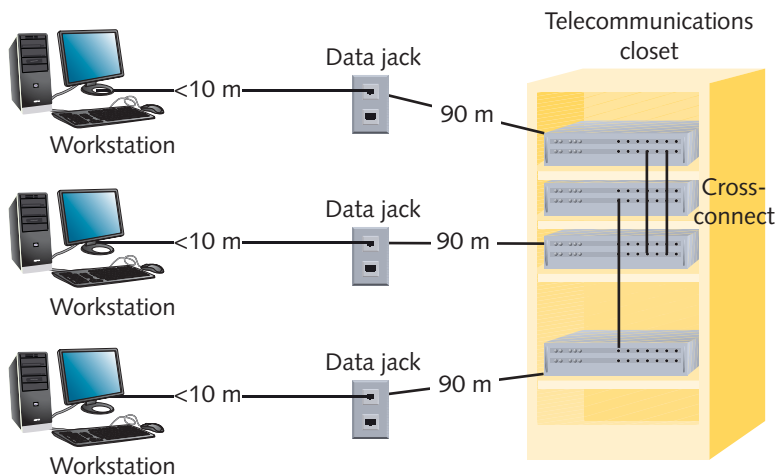 Telecommunications
closet
Data jack
<10 m
90 m
Workstation
Cross-
connect
Data jack
<10 m
90 m
Workstation
Data jack
<10 m
90 m
Workstation